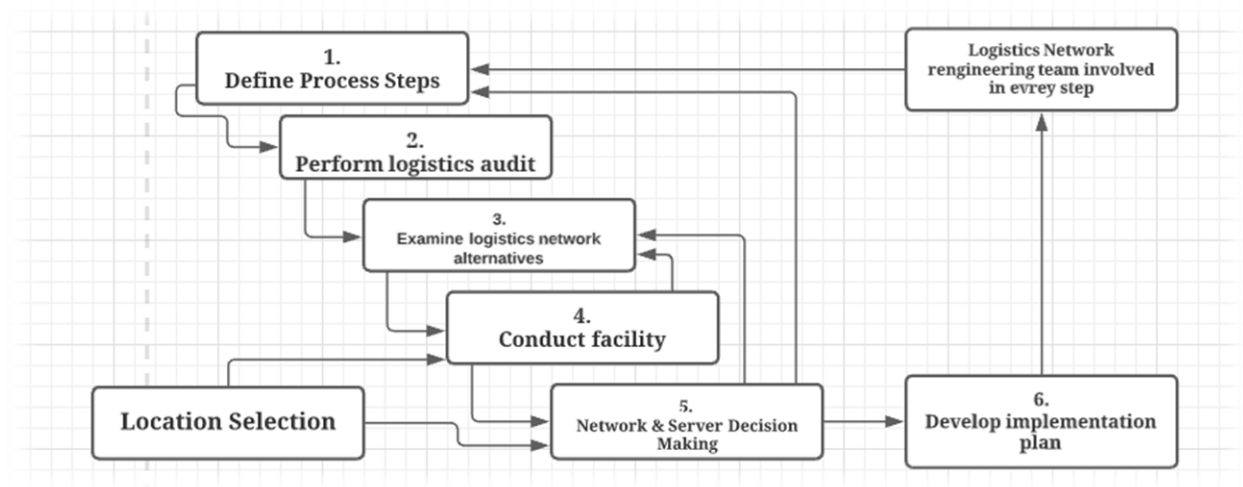 1.
Define Process Steps
Logistics Network
rengineering team involved
in evrey step
2.
Perform logistics audit
3.
Examine logistics network
alternatives
4.
Conduct facility
Location Selection
5.
Network & Server Decision
Making
6.
Develop implementation
plan